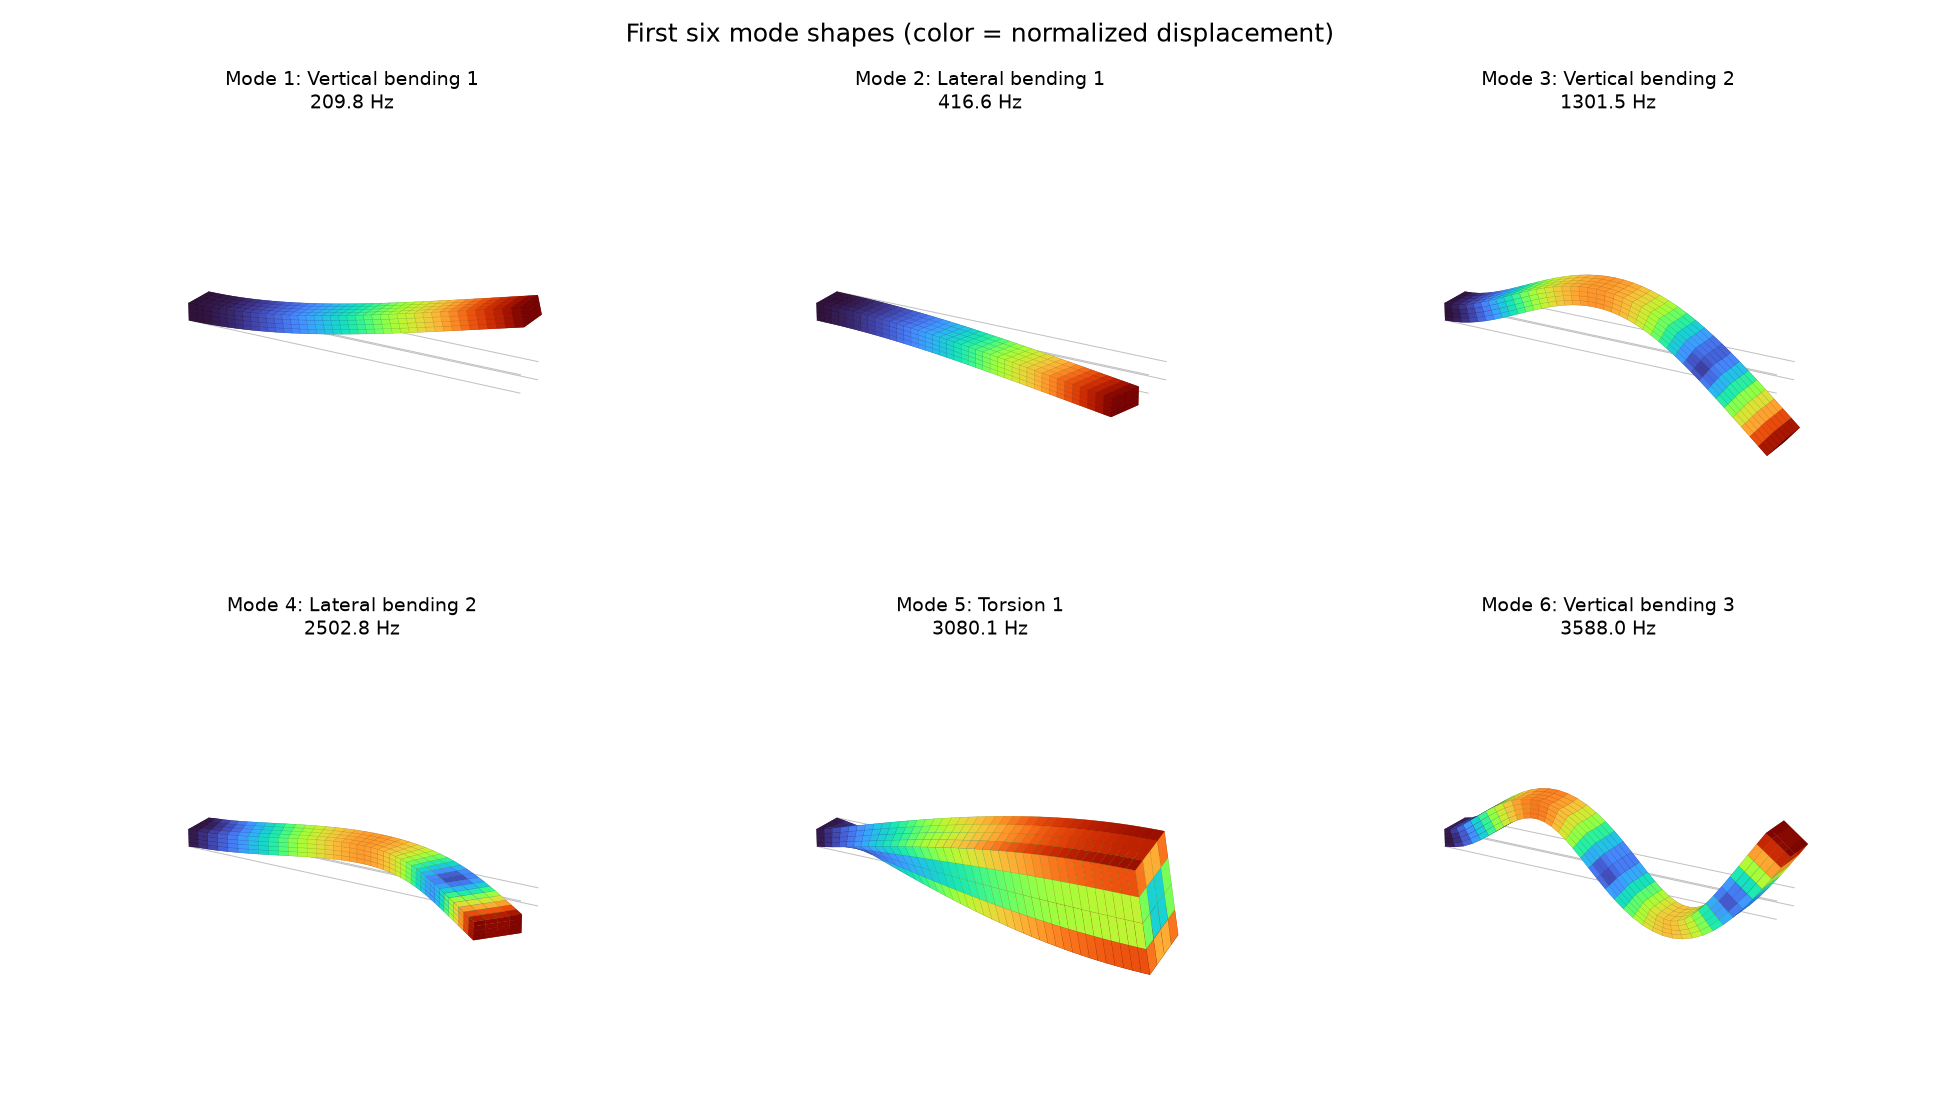 First six mode shapes (color = normalized displacement)
Mode 1: Vertical bending 1
209.8 Hz
Mode 2: Lateral bending 1
416.6 Hz
Mode 3: Vertical bending 2
1301.5 Hz
Mode 4: Lateral bending 2
2502.8 Hz
Mode 5: Torsion 1
3080.1 Hz
Mode 6: Vertical bending 3
3588.0 Hz